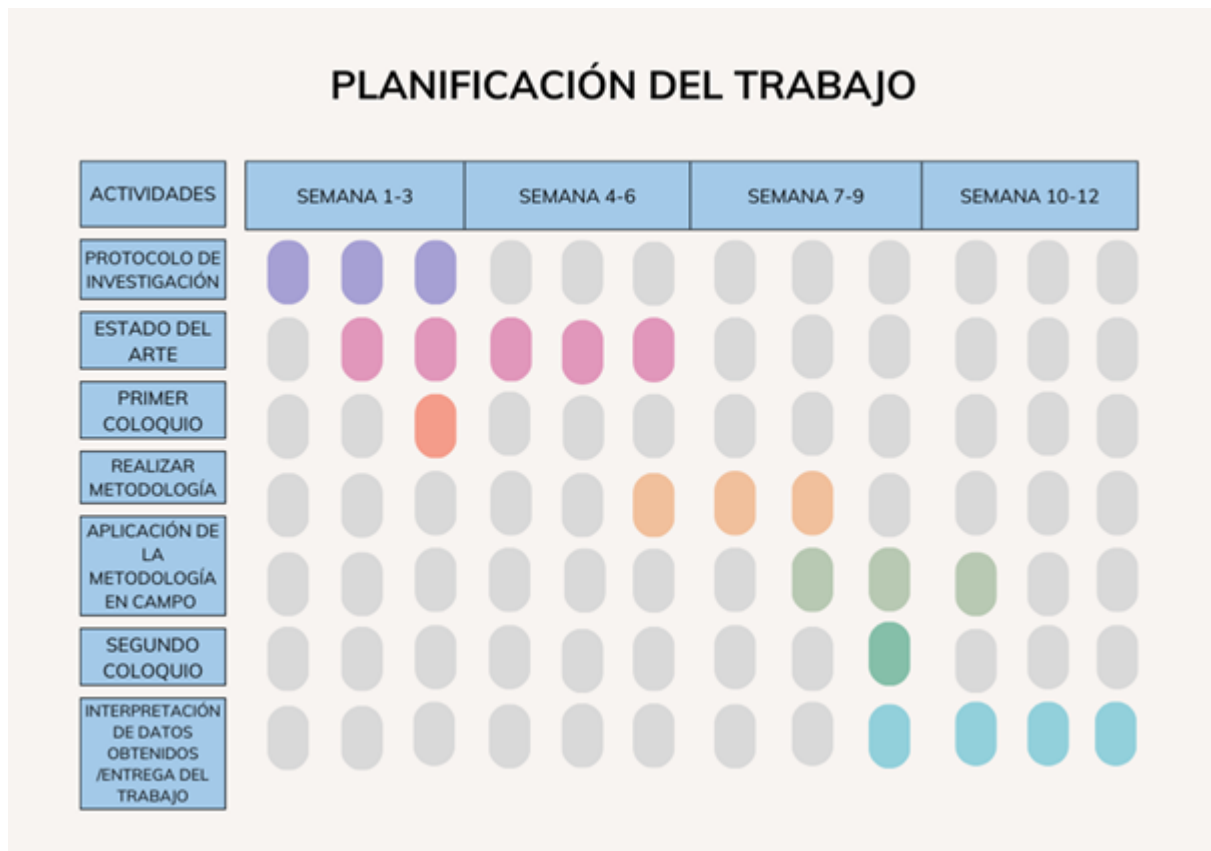 PLANIFICACIÓN DEL TRABAJO
ACTIVIDADES
SEMANA 1-3
SEMANA 4-6
SEMANA 7-9
SEMANA 10-12
PROTOCOLO DE
INVESTIGACIÓN
ESTADO DEL
ARTE
PRIMER
COLOQUIO
REALIZAR
METODOLOGÍA
APLICACIÓN DE
LA
METODOLOGÍA
EN CAMPO
SEGUNDO
COLOQUIO
INTERPRETACIÓN
DE DATOS
OBTENIDOS
/ENTREGA DEL
TRABAJO